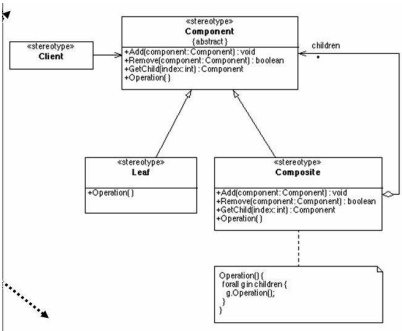 <<stereotype>>
Component
{abstract}
+Add(component: Component) : void
+Remove(component: Component) : boolean
+GetChild(index: int) : Component
+Operation( )
<<stereotype>>
Client
children
*
<<stereotype>>
Leaf
+Operation( )
<<stereotype>>
Composite
+Add(component: Component) : void
+Remove(component: Component) : boolean
+GetChild(index: int) : Component
+Operation( )
Operation() {
forall g in children {
g.Operation();
}
}